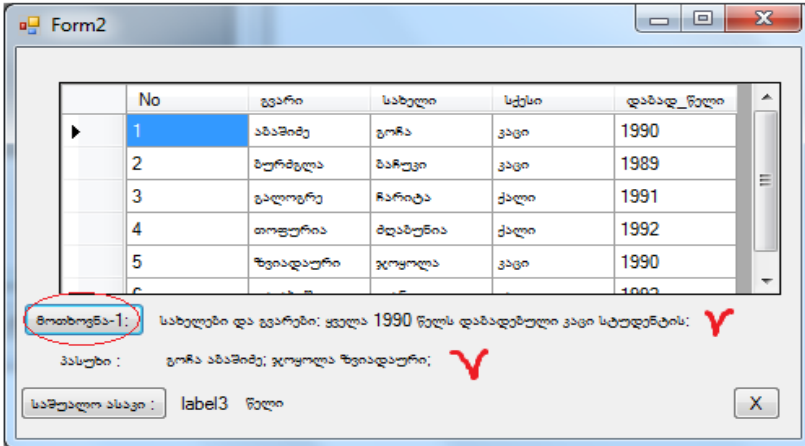 Form2
No გვარი სახელი სქესი დაბად_წელი
1 აბაშიძე გოჩა კაცი 1990
2 ბურძგლა ბაჩუკი კაცი 1989
3 გალოგრე ჩარიტა ქალი 1991
4 თოფურია ძღაბუნია ქალი 1992
5 ზვიადაური ჯოყოლა კაცი 1990
მოთხოვნა-1: სახელები და გვარები: ყველა 1990 წელს დაბადებული კაცი სტუდენტის:
პასუხი : გოჩა აბაშიძე; ჯოყოლა ზვიადაური;
საშუალო ასაკი : label3 წელი X